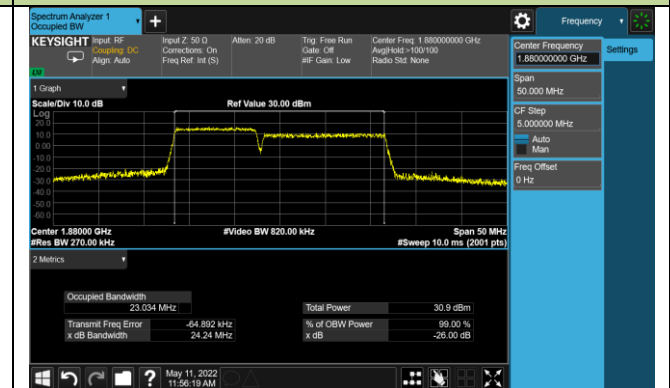 Spectrum Analyzer 1
Occupied BW
Frequency
KEYSIGHT
Input: RF
Coupling: DC
Align: Auto
Input Z: 50 Ω
Corrections: On
Freq Ref: Int (S)
Atten: 20 dB
Trig: Free Run
Gate: Off
#IF Gain: Low
Center Freq: 1.880000000 GHz
Avg|Hold:>100/100
Radio Std: None
LNI
Center Frequency
1.880000000 GHz
Settings
Span
50.000 MHz
CF Step
5.000000 MHz
Auto
Man
Freq Offset
0 Hz
1 Graph
Scale/Div 10.0 dB
Ref Value 30.00 dBm
Log
20.0
10.0
0.00
-10.0
-20.0
-30.0
-40.0
-50.0
-60.0
Center 1.88000 GHz
#Video BW 820.00 kHz
Span 50 MHz
#Res BW 270.00 kHz
#Sweep 10.0 ms (2001 pts)
2 Metrics
Occupied Bandwidth
23.034 MHz
Total Power
30.9 dBm
Transmit Freq Error
-64.892 kHz
% of OBW Power
99.00 %
x dB Bandwidth
24.24 MHz
x dB
-26.00 dB
May 11, 2022
11:56:19 AM